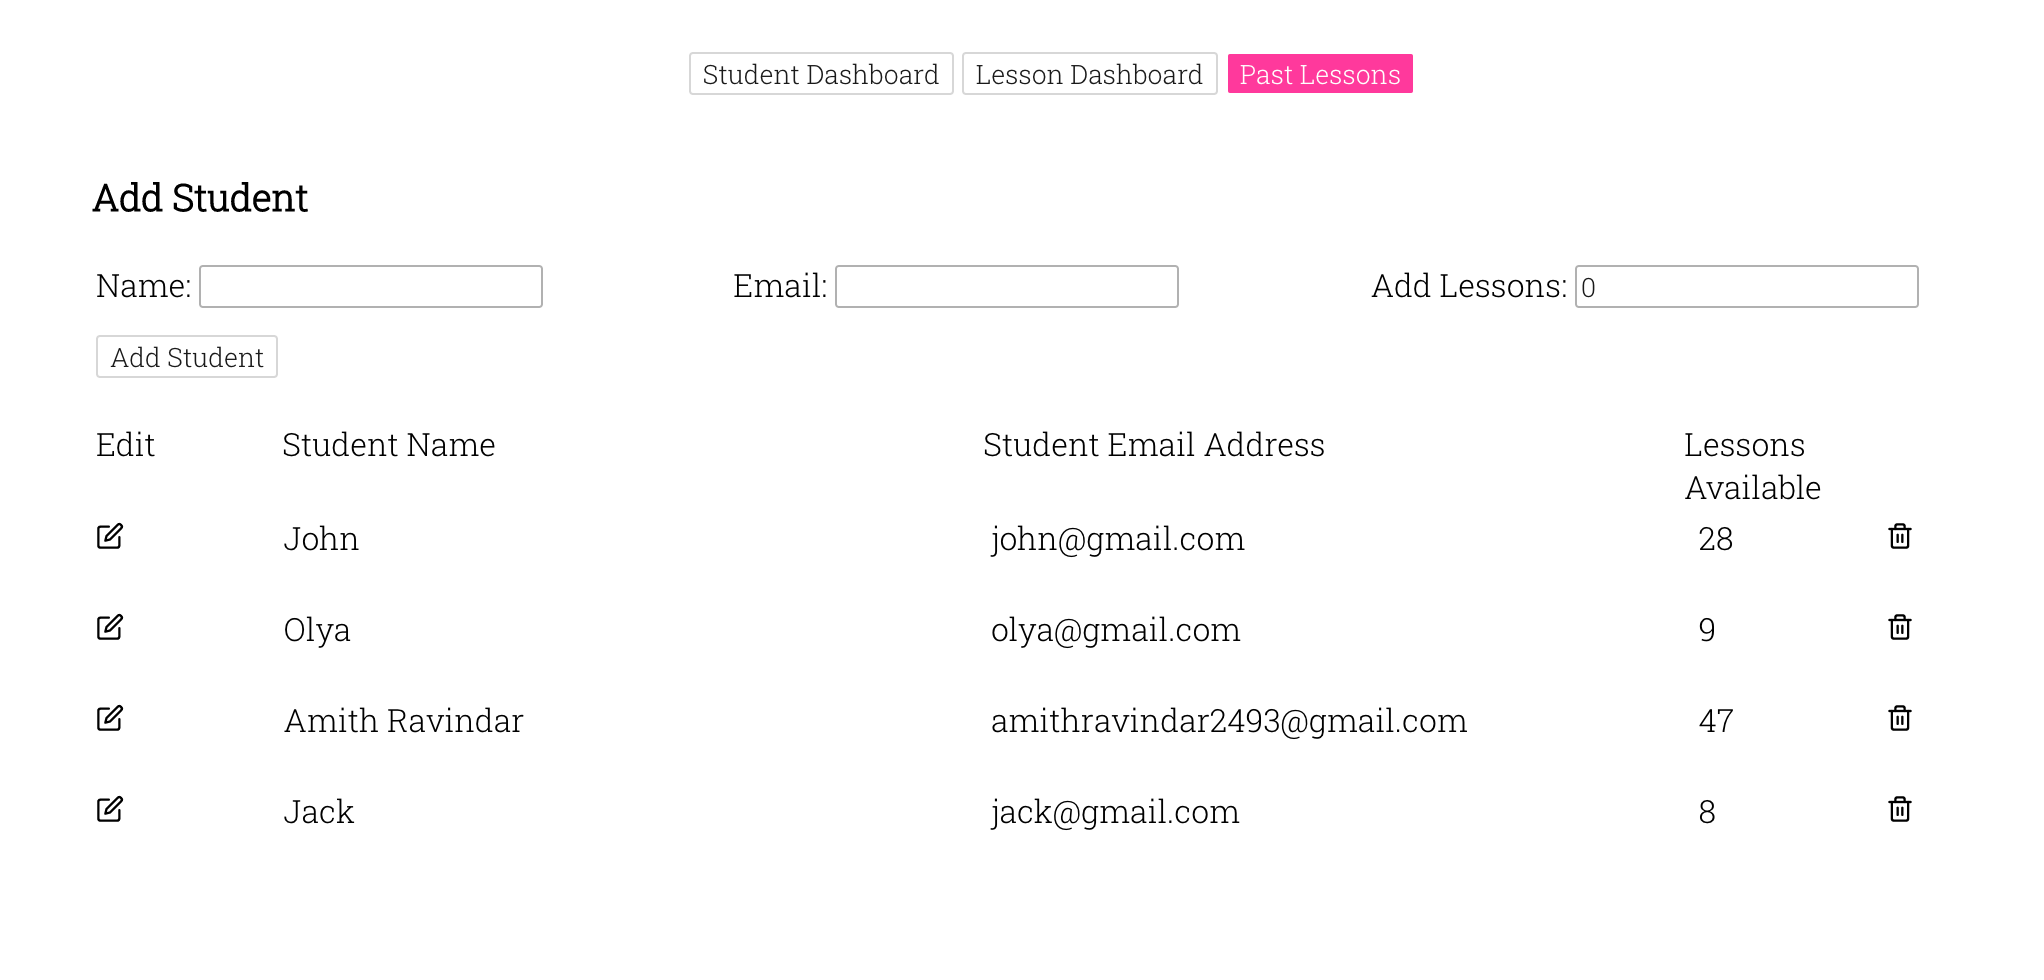 Student Dashboard Lesson Dashboard Past Lessons
Add Student
Name: Email: Add Lessons: 0
Add Student
Edit Student Name Student Email Address Lessons Available
John john@gmail.com 28
Olya olya@gmail.com 9
Amith Ravindar amithravindar2493@gmail.com 47
Jack jack@gmail.com 8